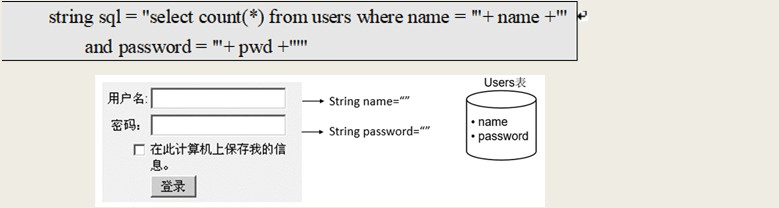 string sql = "select count(*) from users where name = '"+ name +"'
and password = '"+ pwd +"'"
Users表
用户名:
String name=“”
密码:
String password=“”
• name
• password
在此计算机上保存我的信
息。
登录